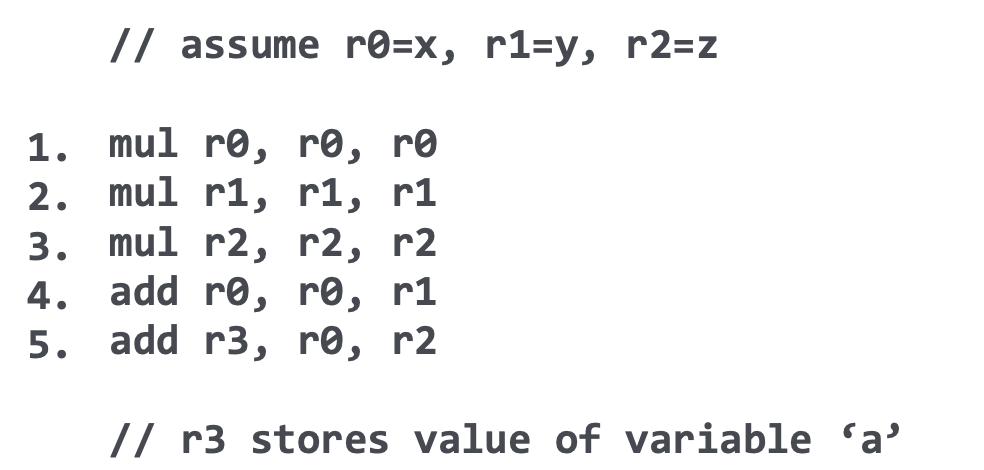 // assume r0=x, r1=y, r2=z
1. mul r0, r0, r0
2. mul r1, r1, r1
3. mul r2, r2, r2
4. add r0, r0, r1
5. add r3, r0, r2
// r3 stores value of variable ‘a’